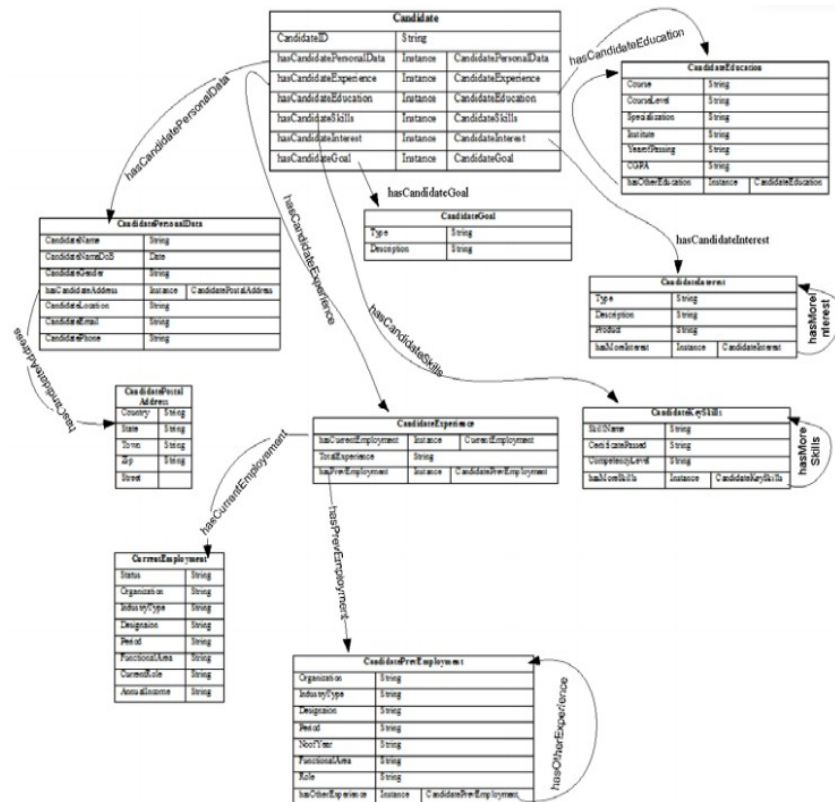 Candidate
CandidateID String
hasCandidatePersonalData Instance CandidatePersonalData
hasCandidateExperience Instance CandidateExperience
hasCandidateEducation Instance CandidateEducation
hasCandidateSkills Instance CandidateSkills
hasCandidateInterest Instance CandidateInterest
hasCandidateGoal Instance CandidateGoal
hasCandidateEducation
CandidateEducation
Course String
CourseLevel String
Specialization String
Institute String
YearofPassing String
CGPA String
hasOtherEducation Instance CandidateEducation
hasCandidatePersonalData
hasCandidateGoal
CandidateGoal
Type String
Description String
CandidatePersonalData
CandidateName String
CandidateNameDoB Date
CandidateGender String
hasCandidateAddress Instance CandidatePostalAddress
CandidateLocation String
CandidateEmail String
CandidatePhone String
hasCandidateExperience
hasCandidateInterest
CandidateInterest
Type String
Description String
Product String
hasMoreInterest Instance CandidateInterest
hasMore
Interest
hasCandidateAddress
hasCandidateSkills
CandidatePostal
Address
Country String
State String
Town String
Zip String
Street
CandidateExperience
hasCurrentEmployment Instance CurrentEmployment
TotalExperience String
hasPrevEmployment Instance CandidatePrevEmployment
CandidateKeySkills
SkillName String
CertificatePassed String
CompetencyLevel String
hasMoreSkills Instance CandidateKeySkills
hasMore
Skills
hasCurrentEmployement
hasPrevEmployment
CurrentEmployment
Status String
Organization String
IndustryType String
Designaion String
Period String
FunctionalArea String
CurrentRole String
AnnualIncome String
CandidatePrevEmployment
Organization String
IndustryType String
Designaion String
Period String
NoofYear String
FunctionalArea String
Role String
hasOtherExperience Instance CandidatePrevEmployment
hasOtherExperience